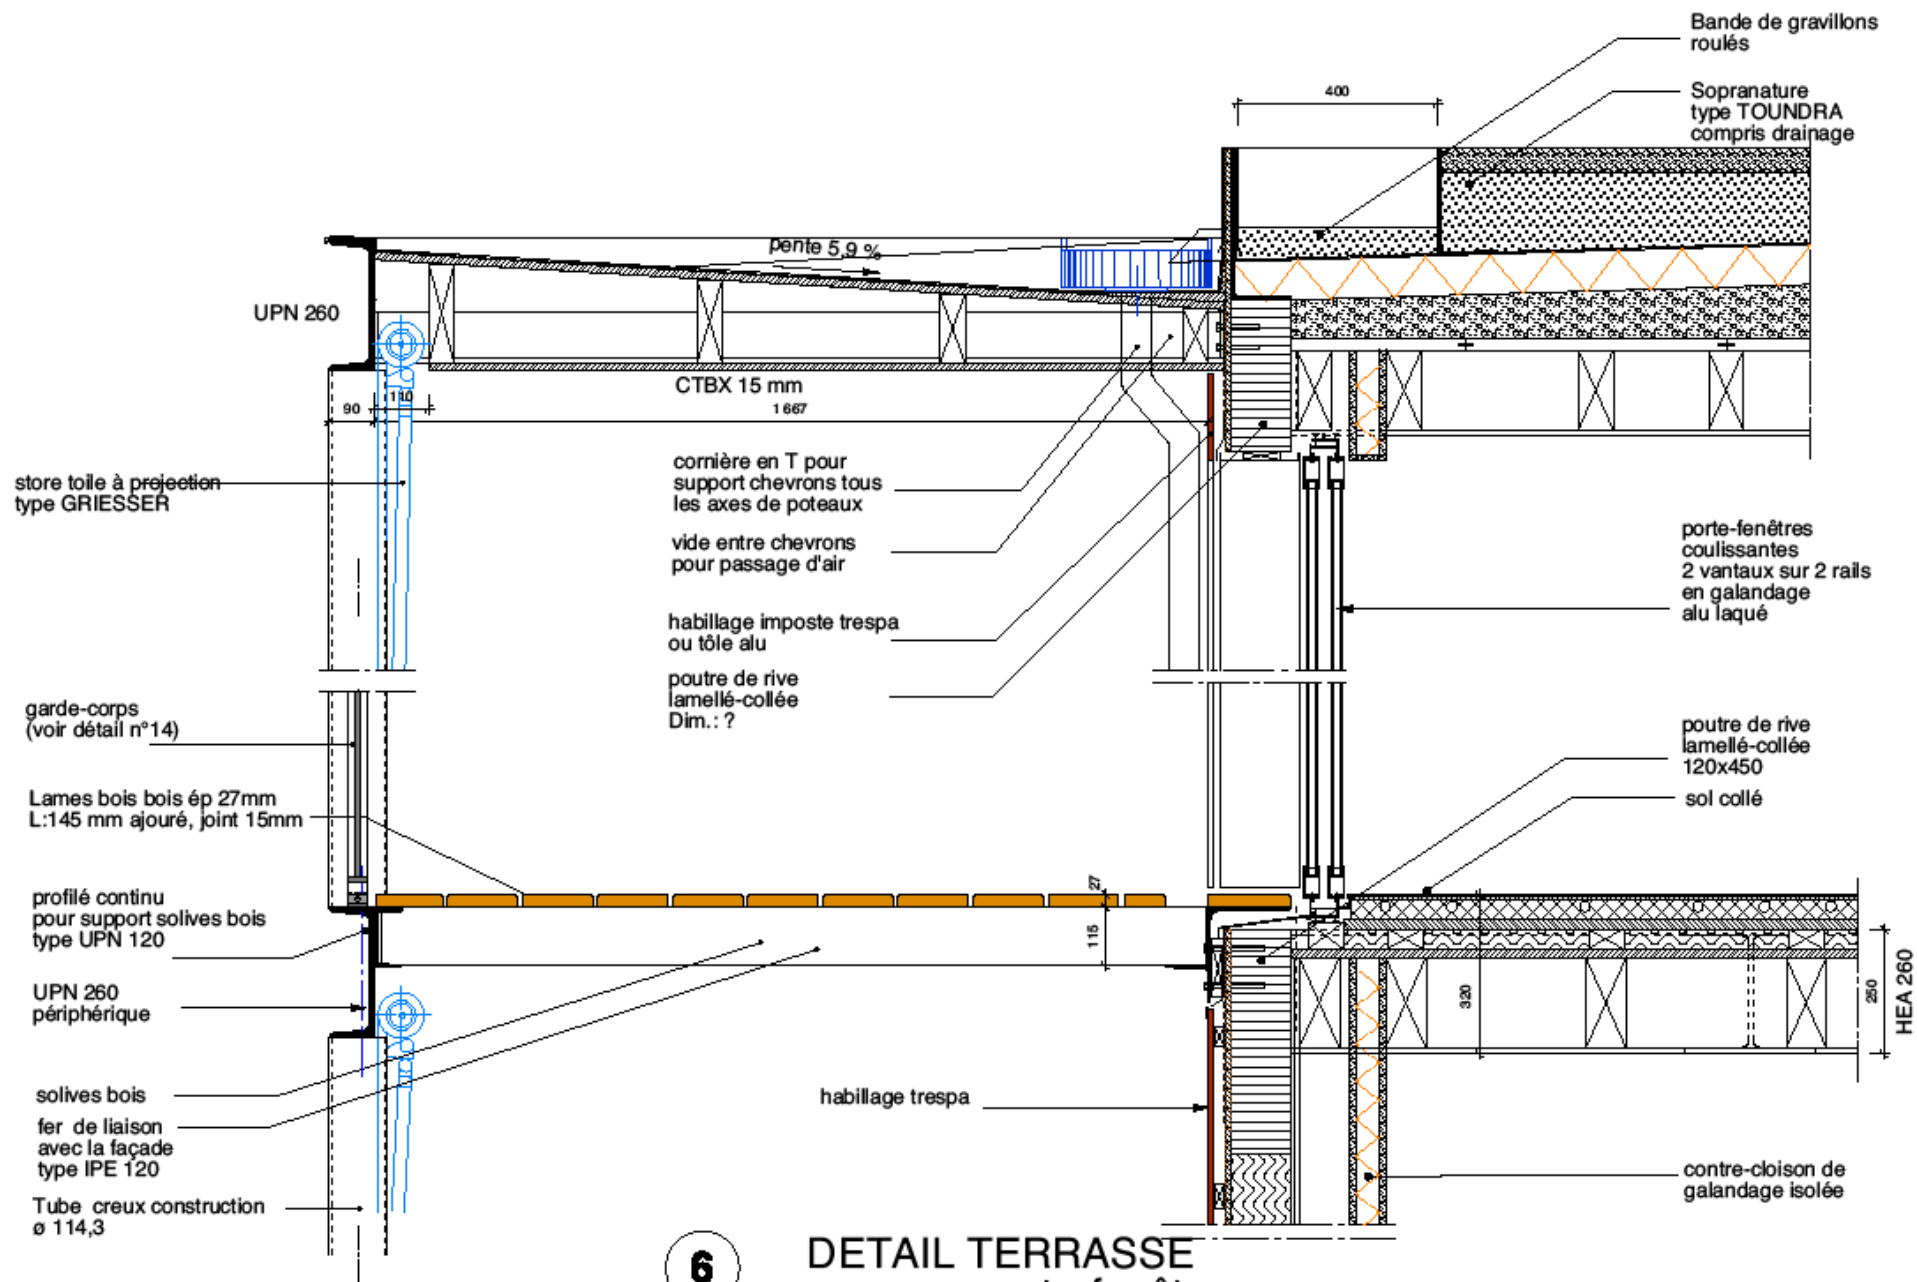 Bande de gravillons
roulés
400
Sopranature
type TOUNDRA
compris drainage
pente 5,9 %
UPN 260
CTBX 15 mm
90
110
1667
store toile à projection
type GRIESSER
cornière en T pour
support chevrons tous
les axes de poteaux
vide entre chevrons
pour passage d'air
habillage imposte trespa
ou tôle alu
poutre de rive
lamellé-collée
Dim.: ?
porte-fenêtres
coulissantes
2 vantaux sur 2 rails
en galandage
alu laqué
garde-corps
(voir détail n°14)
poutre de rive
lamellé-collée
120x450
sol collé
Lames bois bois ép 27mm
L:145 mm ajouré, joint 15mm
27
115
profilé continu
pour support solives bois
type UPN 120
UPN 260
périphérique
320
250
HEA 260
solives bois
fer de liaison
avec la façade
type IPE 120
habillage trespa
Tube creux construction
ø 114,3
contre-cloison de
galandage isolée
6
DETAIL TERRASSE